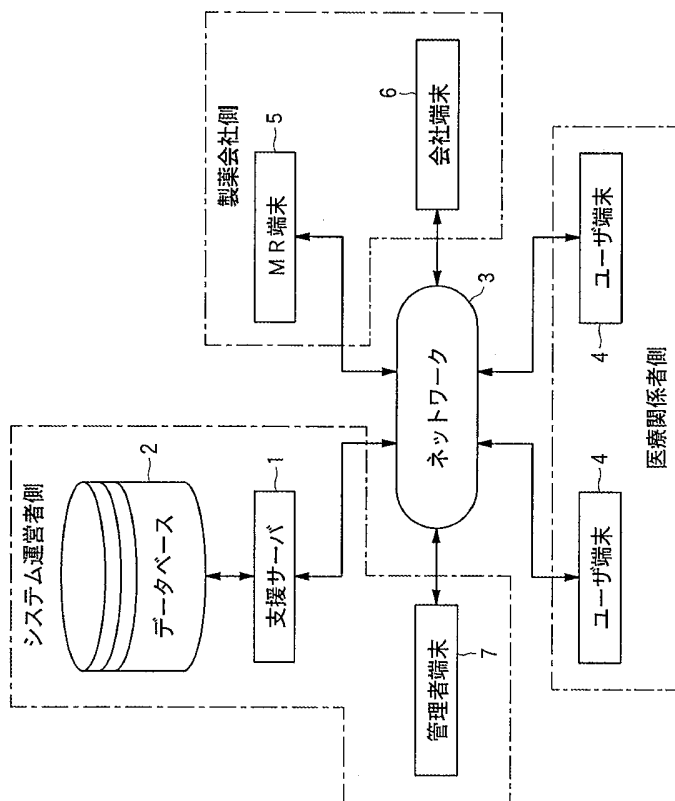 システム運営者側
データベース
2
支援サーバ
1
製薬会社側
MR端末
5
会社端末
6
ネットワーク
3
管理者端末
7
ユーザ端末
4
ユーザ端末
4
医療関係者側